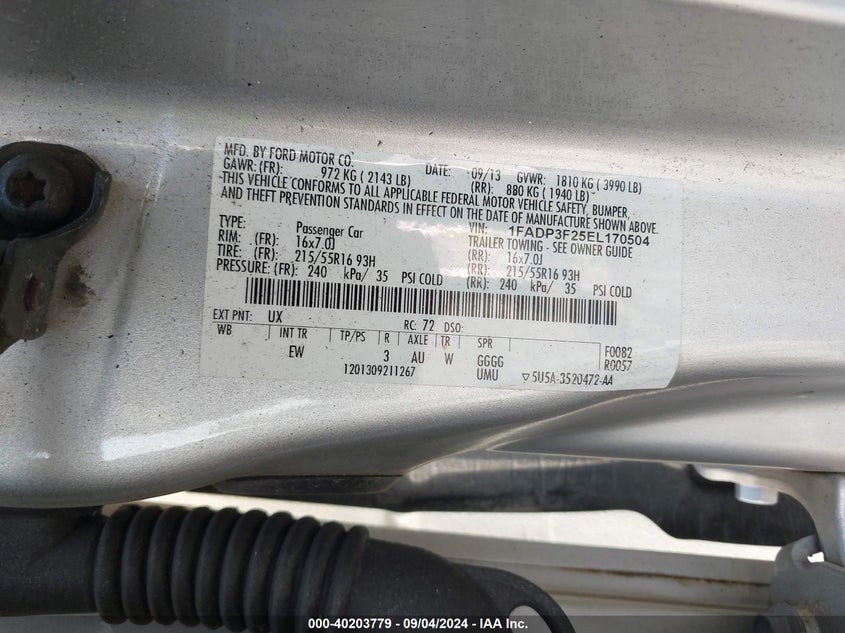 MFD. BY FORD MOTOR CO. DATE: 09/13 GVWR: 1810 KG ( 3990 LB)
GAWR: (FR): 972 KG ( 2143 LB) (RR): 880 KG ( 1940 LB)
THIS VEHICLE CONFORMS TO ALL APPLICABLE FEDERAL MOTOR VEHICLE SAFETY, BUMPER,
AND THEFT PREVENTION STANDARDS IN EFFECT ON THE DATE OF MANUFACTURE SHOWN ABOVE.
VIN: 1FADP3F25EL170504
TYPE: Passenger Car TRAILER TOWING - SEE OWNER GUIDE
RIM: (FR): 16x7.0J (RR): 16x7.0J
TIRE: (FR): 215/55R16 93H (RR): 215/55R16 93H
PRESSURE: (FR): 240 kPa/ 35 PSI COLD (RR): 240 kPa/ 35 PSI COLD
EXT PNT: UX RC: 72 DSO:
WB INT TR TP/PS R AXLE TR SPR F0082
EW 3 AU W GGGG R0057
1201309211267 UMU ▽5U5A-3520472-AA
000-40203779 - 09/04/2024 - IAA Inc.